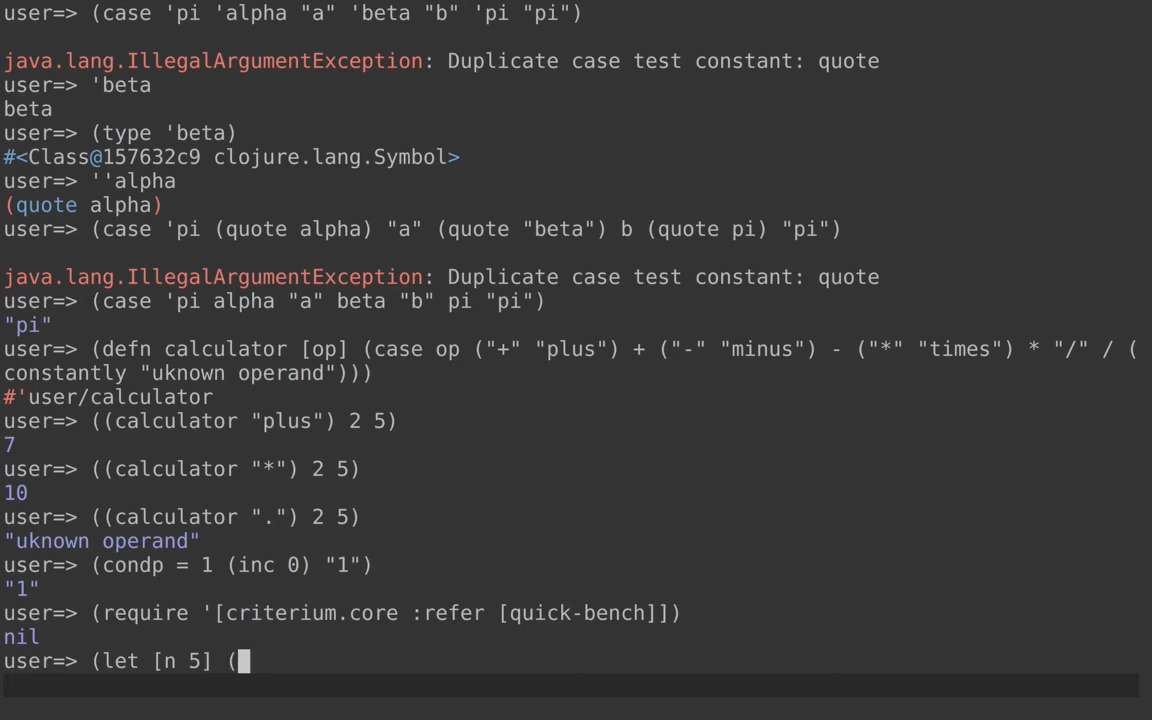 user=> (case 'pi 'alpha "a" 'beta "b" 'pi "pi")
java.lang.IllegalArgumentException: Duplicate case test constant: quote
user=> 'beta
beta
user=> (type 'beta)
#<Class@157632c9 clojure.lang.Symbol>
user=> ''alpha
(quote alpha)
user=> (case 'pi (quote alpha) "a" (quote "beta") b (quote pi) "pi")
java.lang.IllegalArgumentException: Duplicate case test constant: quote
user=> (case 'pi alpha "a" beta "b" pi "pi")
"pi"
user=> (defn calculator [op] (case op ("+" "plus") + ("-" "minus") - ("*" "times") * "/" / (
constantly "uknown operand")))
#'user/calculator
user=> ((calculator "plus") 2 5)
7
user=> ((calculator "*") 2 5)
10
user=> ((calculator ".") 2 5)
"uknown operand"
user=> (condp = 1 (inc 0) "1")
"1"
user=> (require '[criterium.core :refer [quick-bench]])
nil
user=> (let [n 5] (